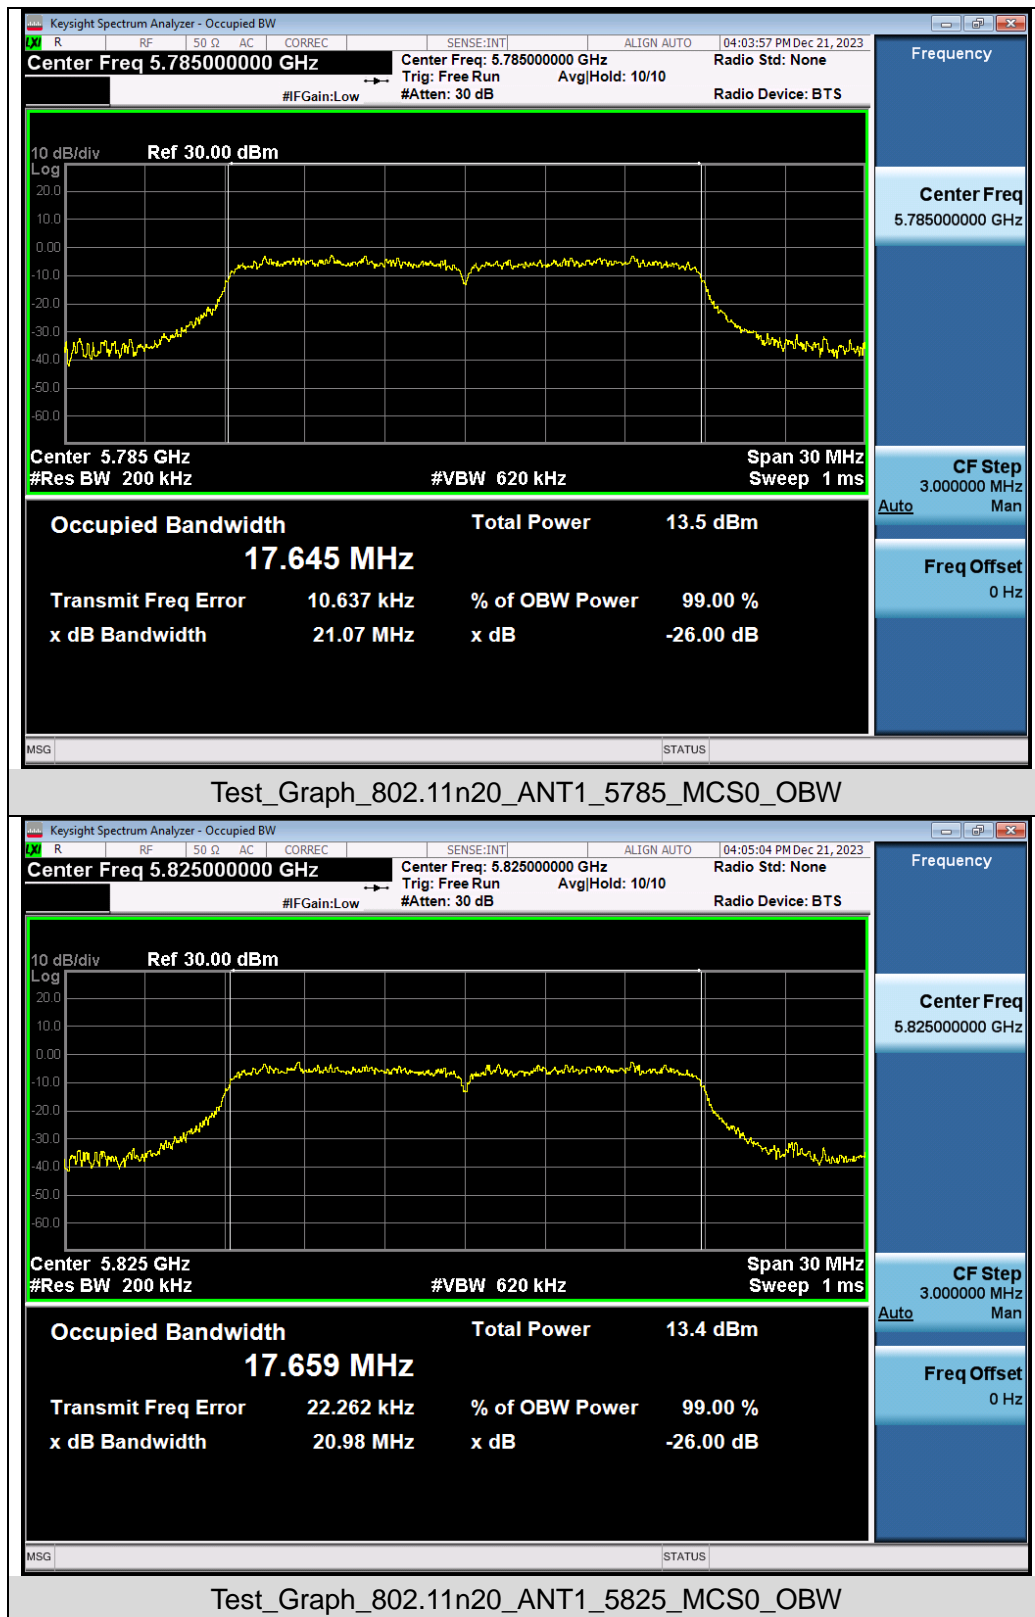 Keysight Spectrum Analyzer - Occupied BW
LXI R RF 50 Ω AC CORREC SENSE:INT ALIGN AUTO 04:03:57 PM Dec 21, 2023
Center Freq 5.785000000 GHz
Center Freq: 5.785000000 GHz Radio Std: None
Trig: Free Run Avg|Hold: 10/10
#IFGain:Low #Atten: 30 dB Radio Device: BTS
10 dB/div Ref 30.00 dBm
Log
20.0
10.0
0.00
-10.0
-20.0
-30.0
-40.0
-50.0
-60.0
Center 5.785 GHz Span 30 MHz
#Res BW 200 kHz #VBW 620 kHz Sweep 1 ms
Occupied Bandwidth Total Power 13.5 dBm
17.645 MHz
Transmit Freq Error 10.637 kHz % of OBW Power 99.00 %
x dB Bandwidth 21.07 MHz x dB -26.00 dB
MSG STATUS
Frequency
Center Freq
5.785000000 GHz
CF Step
3.000000 MHz
Auto Man
Freq Offset
0 Hz
Test_Graph_802.11n20_ANT1_5785_MCS0_OBW
Keysight Spectrum Analyzer - Occupied BW
LXI R RF 50 Ω AC CORREC SENSE:INT ALIGN AUTO 04:05:04 PM Dec 21, 2023
Center Freq 5.825000000 GHz
Center Freq: 5.825000000 GHz Radio Std: None
Trig: Free Run Avg|Hold: 10/10
#IFGain:Low #Atten: 30 dB Radio Device: BTS
10 dB/div Ref 30.00 dBm
Log
20.0
10.0
0.00
-10.0
-20.0
-30.0
-40.0
-50.0
-60.0
Center 5.825 GHz Span 30 MHz
#Res BW 200 kHz #VBW 620 kHz Sweep 1 ms
Occupied Bandwidth Total Power 13.4 dBm
17.659 MHz
Transmit Freq Error 22.262 kHz % of OBW Power 99.00 %
x dB Bandwidth 20.98 MHz x dB -26.00 dB
MSG STATUS
Frequency
Center Freq
5.825000000 GHz
CF Step
3.000000 MHz
Auto Man
Freq Offset
0 Hz
Test_Graph_802.11n20_ANT1_5825_MCS0_OBW